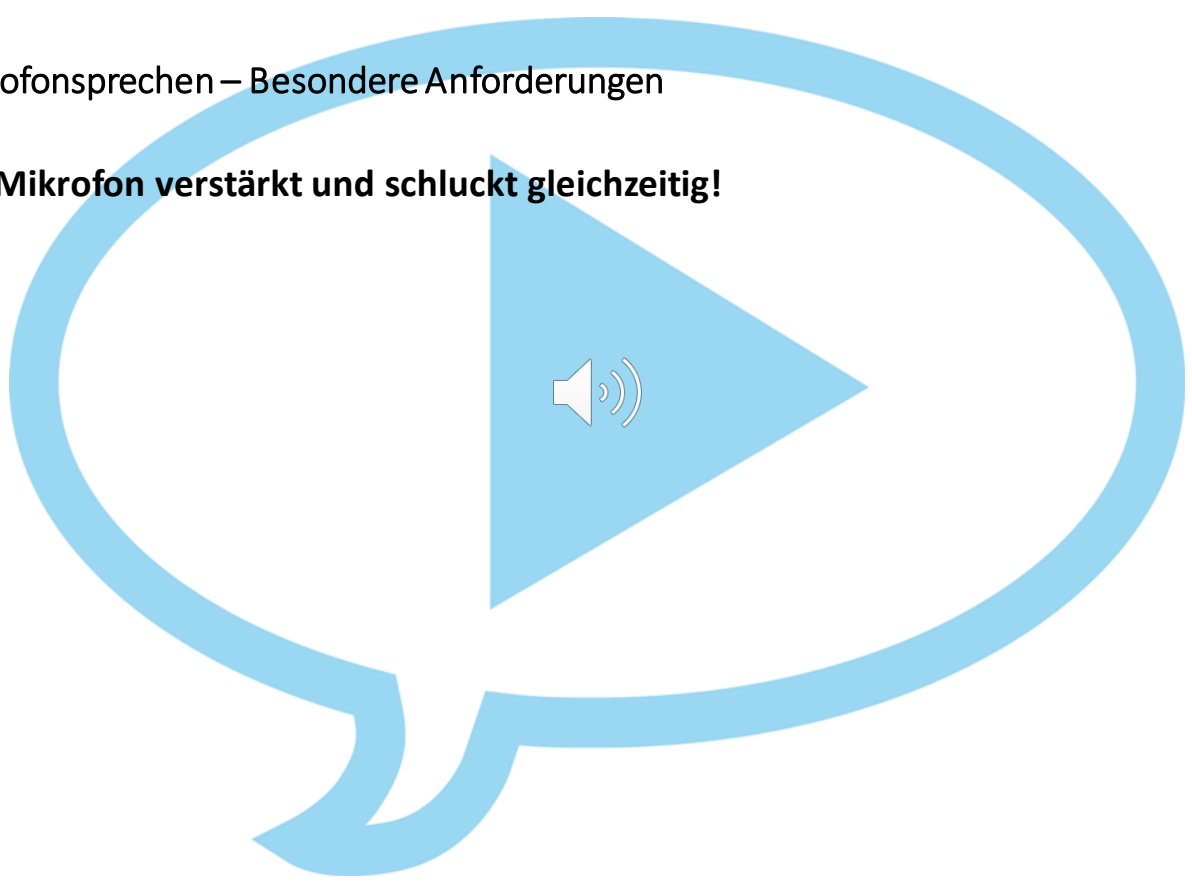 ofonsprechen – Besondere Anforderungen
Mikrofon verstärkt und schluckt gleichzeitig!